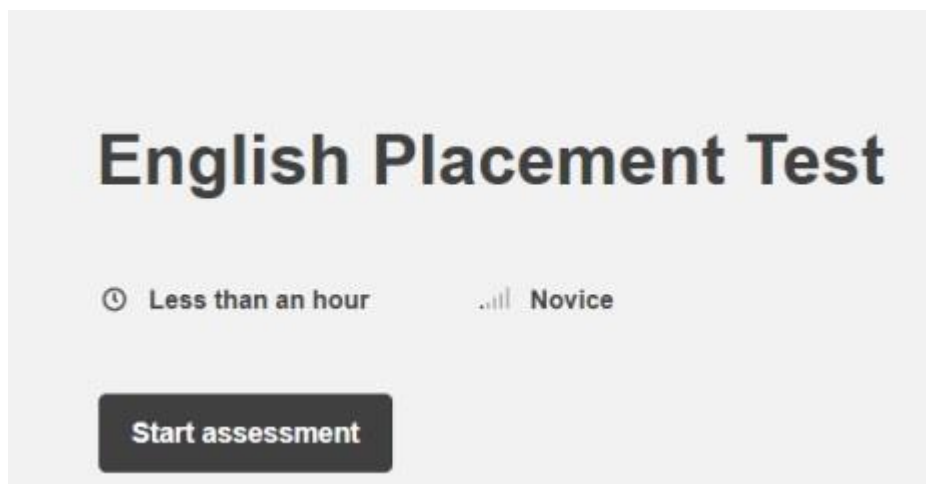 English Placement Test
Less than an hour Novice
Start assessment